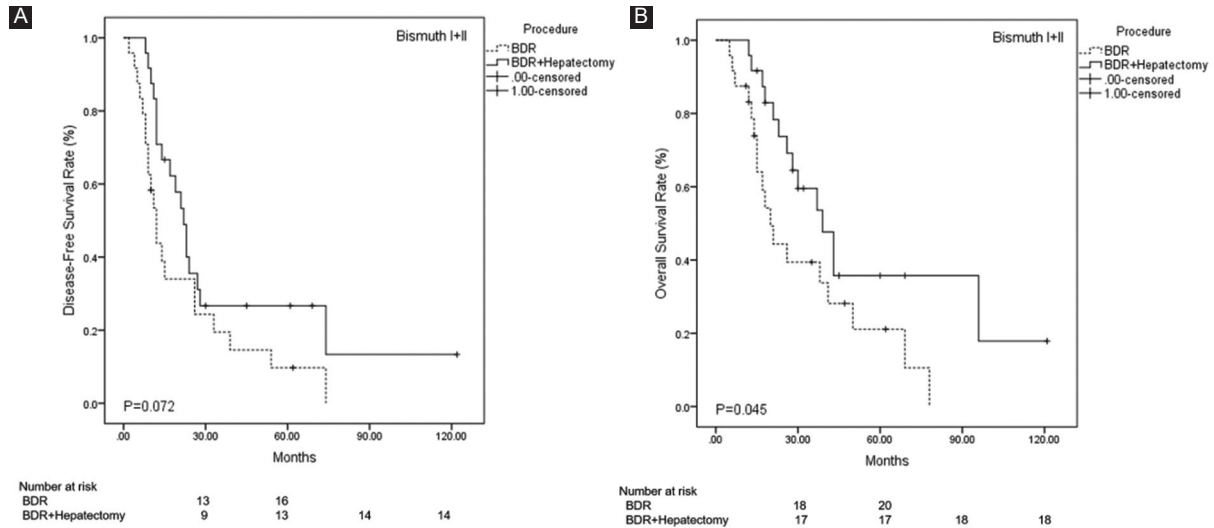 A
Bismuth I+II
Procedure
BDR
BDR+Hepatectomy
.00-censored
1.00-censored
Disease-Free Survival Rate (%)
1.0
0.8
0.6
0.4
0.2
0.0
P=0.072
.00 30.00 60.00 90.00 120.00
Months
Number at risk
BDR 13 16
BDR+Hepatectomy 9 13 14 14
B
Bismuth I+II
Procedure
BDR
BDR+Hepatectomy
.00-censored
1.00-censored
Overall Survival Rate (%)
1.0
0.8
0.6
0.4
0.2
0.0
P=0.045
.00 30.00 60.00 90.00 120.00
Months
Number at risk
BDR 18 20
BDR+Hepatectomy 17 17 18 18